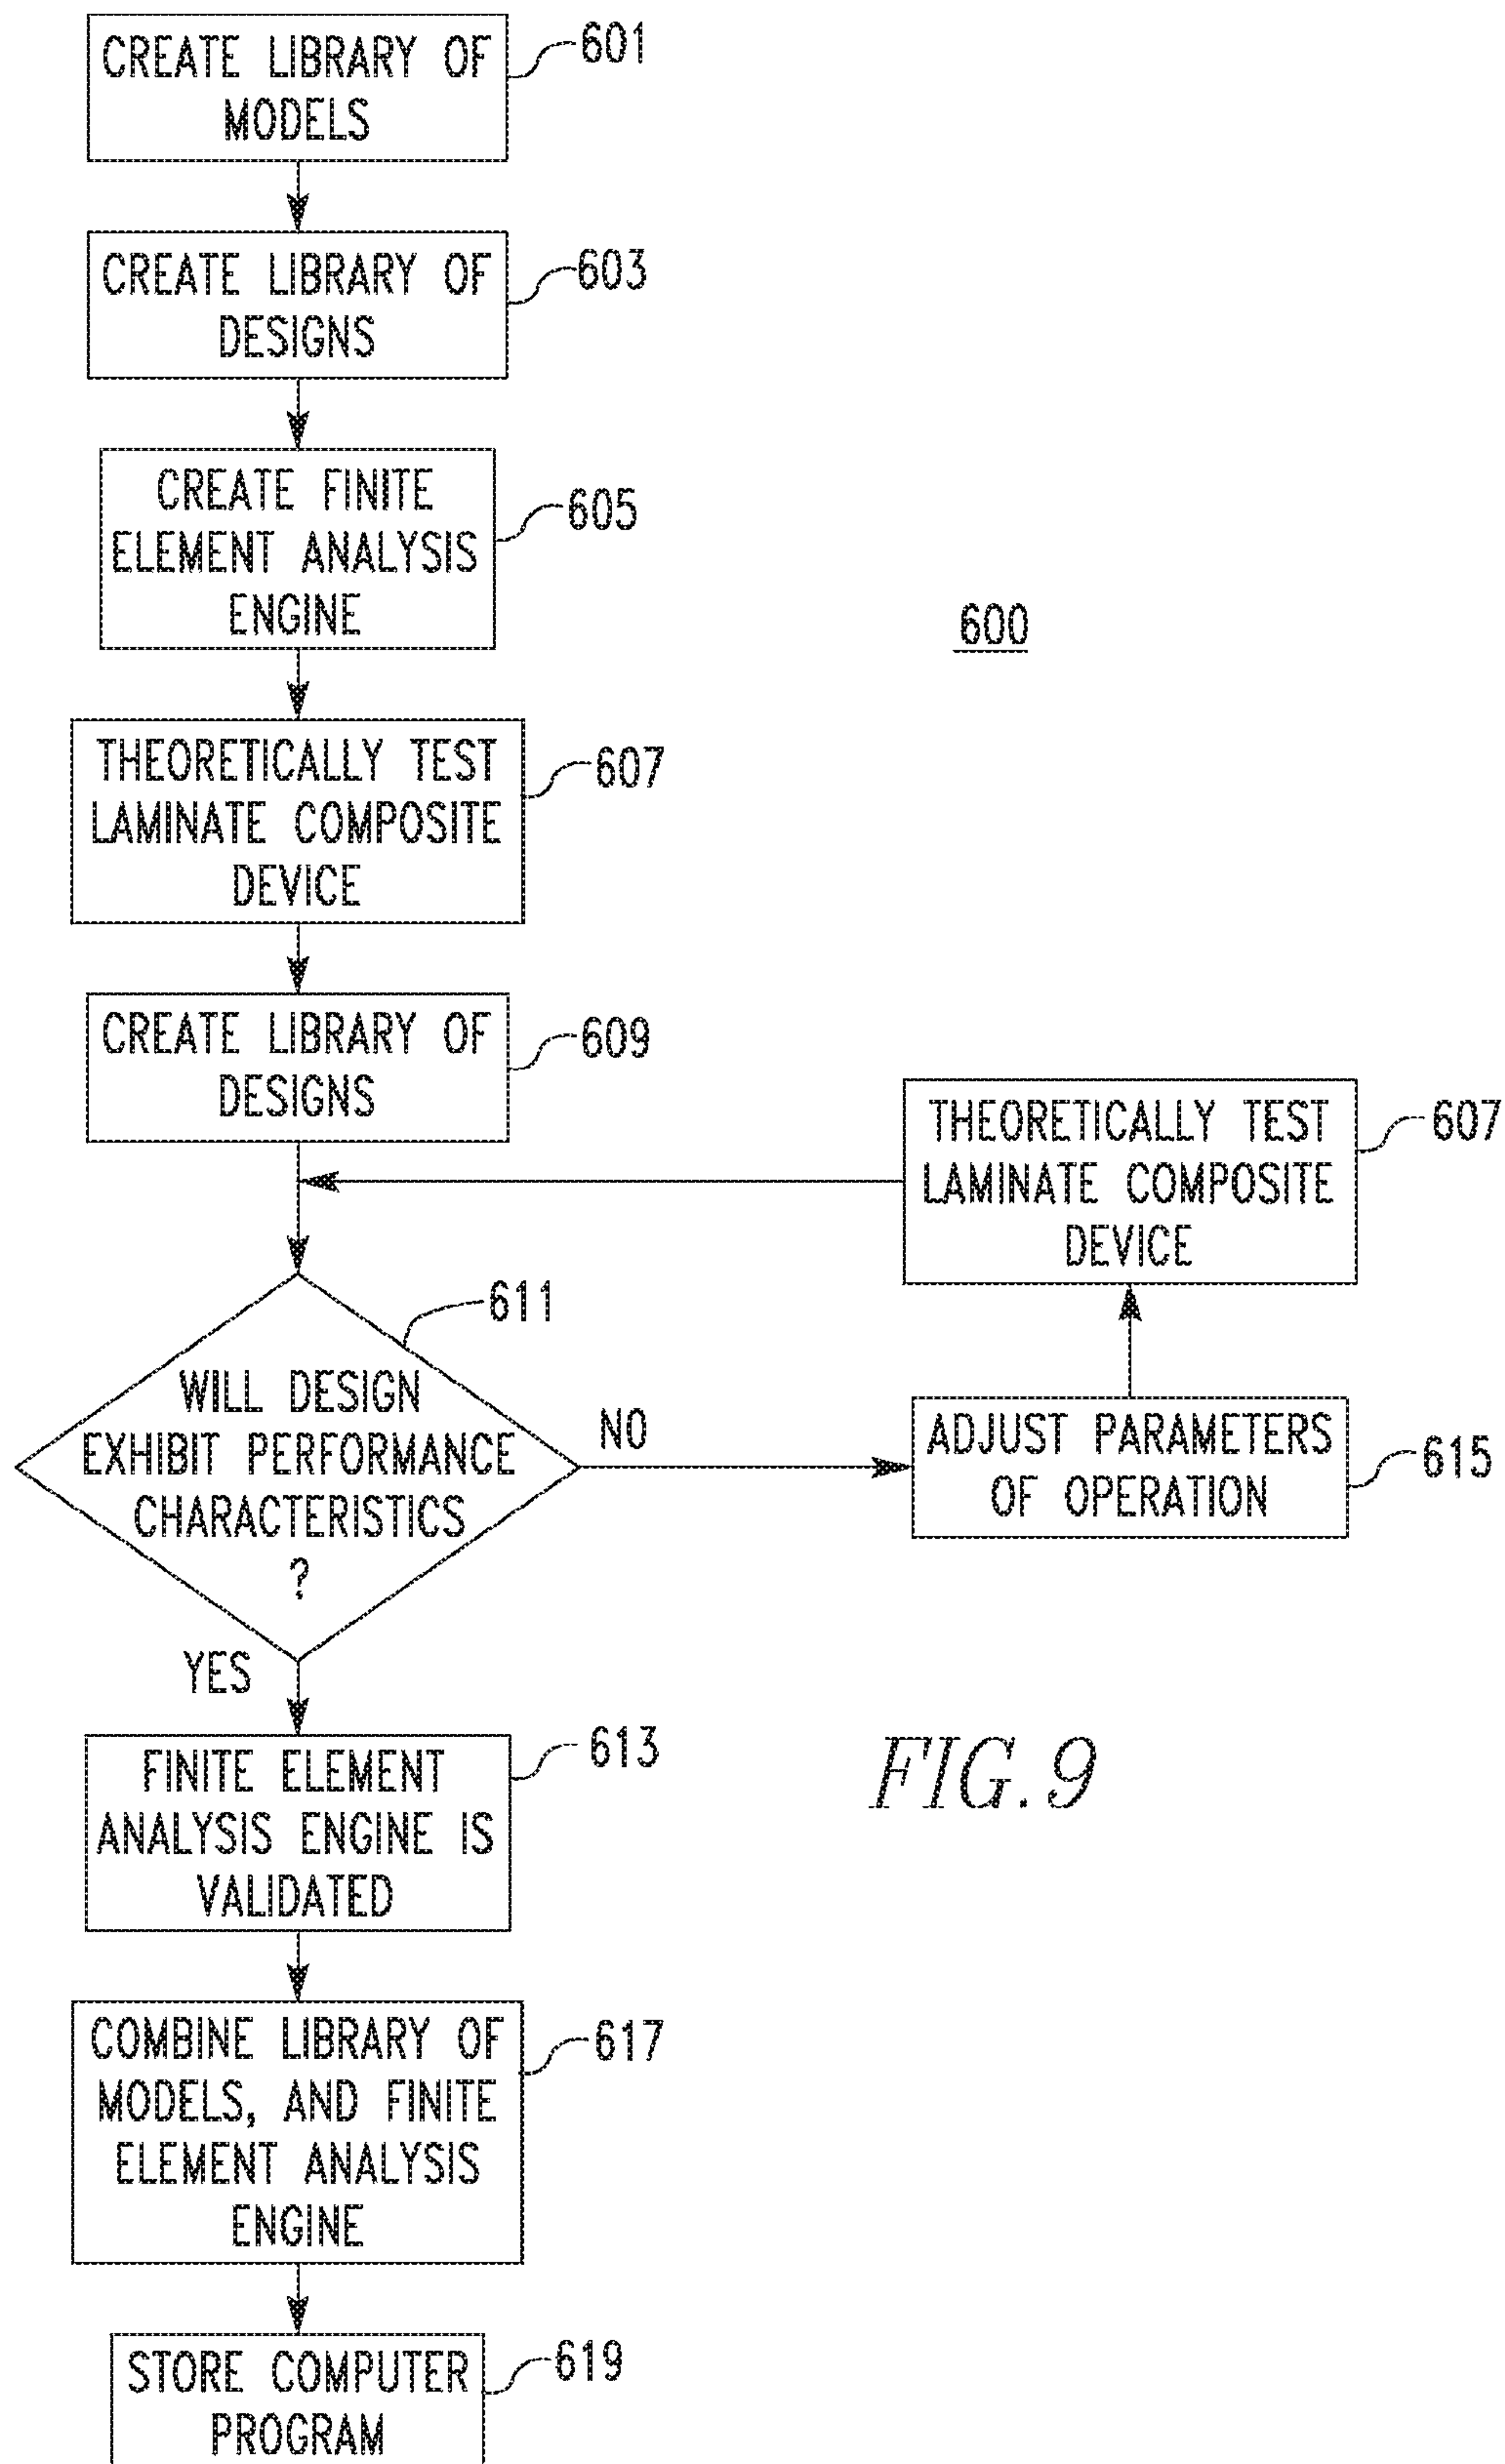 CREATE LIBRARY OF
MODELS
601
CREATE LIBRARY OF
DESIGNS
603
CREATE FINITE
ELEMENT ANALYSIS
ENGINE
605
600
THEORETICALLY TEST
LAMINATE COMPOSITE
DEVICE
607
CREATE LIBRARY OF
DESIGNS
609
THEORETICALLY TEST
LAMINATE COMPOSITE
DEVICE
607
611
WILL DESIGN
EXHIBIT PERFORMANCE
CHARACTERISTICS
?
NO
ADJUST PARAMETERS
OF OPERATION
615
YES
FINITE ELEMENT
ANALYSIS ENGINE IS
VALIDATED
613
FIG. 9
COMBINE LIBRARY OF
MODELS, AND FINITE
ELEMENT ANALYSIS
ENGINE
617
STORE COMPUTER
PROGRAM
619